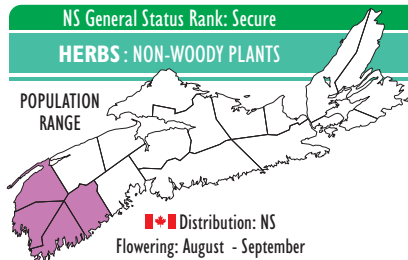 NS General Status Rank: Secure
HERBS : NON-WOODY PLANTS
POPULATION
RANGE
Distribution: NS
Flowering: August - September